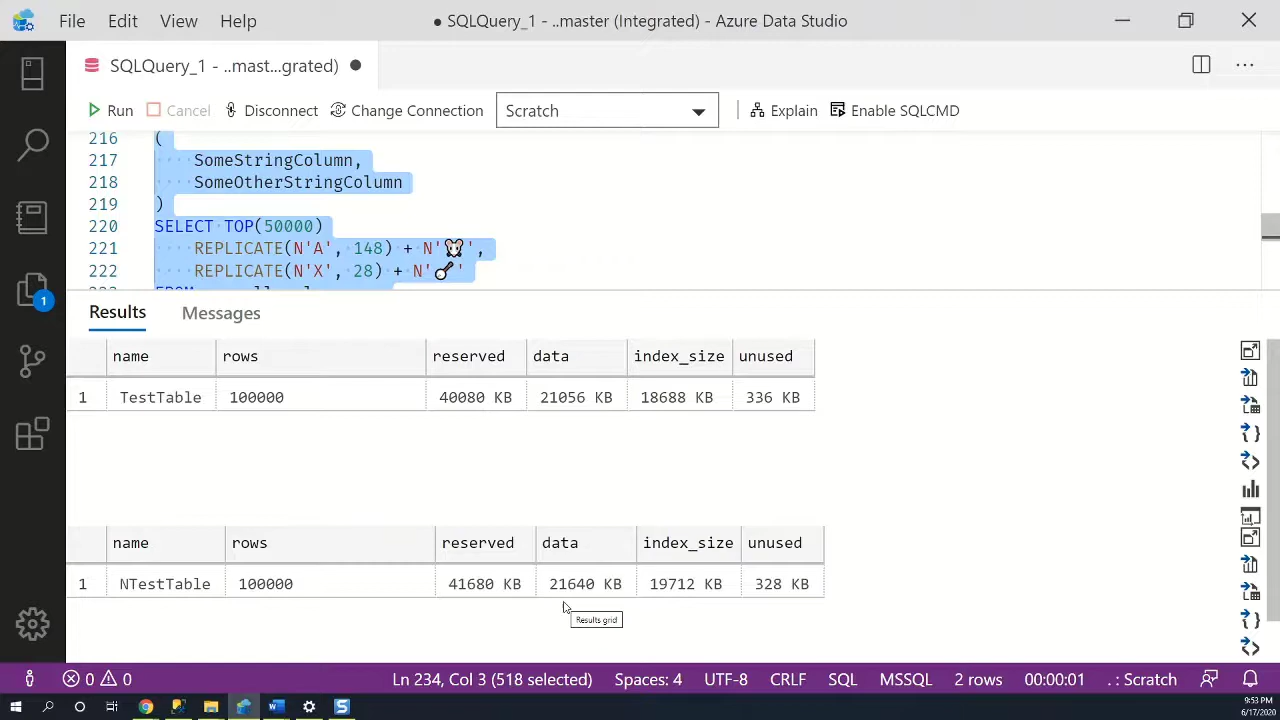 File Edit View Help
● SQLQuery_1 - ..master (Integrated) - Azure Data Studio
SQLQuery_1 - ..mast...grated) ●
Run Cancel Disconnect Change Connection Scratch Explain Enable SQLCMD
216 (
217 SomeStringColumn,
218 SomeOtherStringColumn
219 )
220 SELECT TOP(50000)
221 REPLICATE(N'A', 148) + N'🐭',
222 REPLICATE(N'X', 28) + N'🍳'
Results Messages
name rows reserved data index_size unused
1 TestTable 100000 40080 KB 21056 KB 18688 KB 336 KB
name rows reserved data index_size unused
1 NTestTable 100000 41680 KB 21640 KB 19712 KB 328 KB
Results grid
1
0 0 Ln 234, Col 3 (518 selected) Spaces: 4 UTF-8 CRLF SQL MSSQL 2 rows 00:00:01 . : Scratch
9:53 PM
6/17/2020